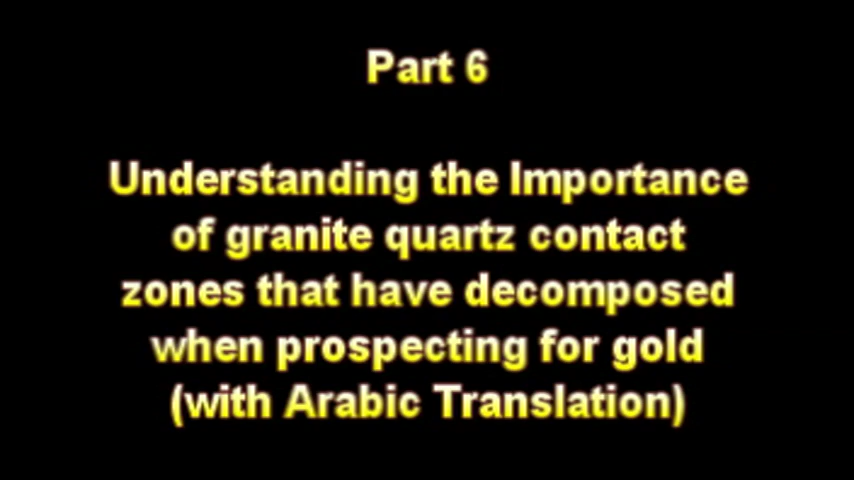 Part 6
Understanding the Importance
of granite quartz contact
zones that have decomposed
when prospecting for gold
(with Arabic Translation)